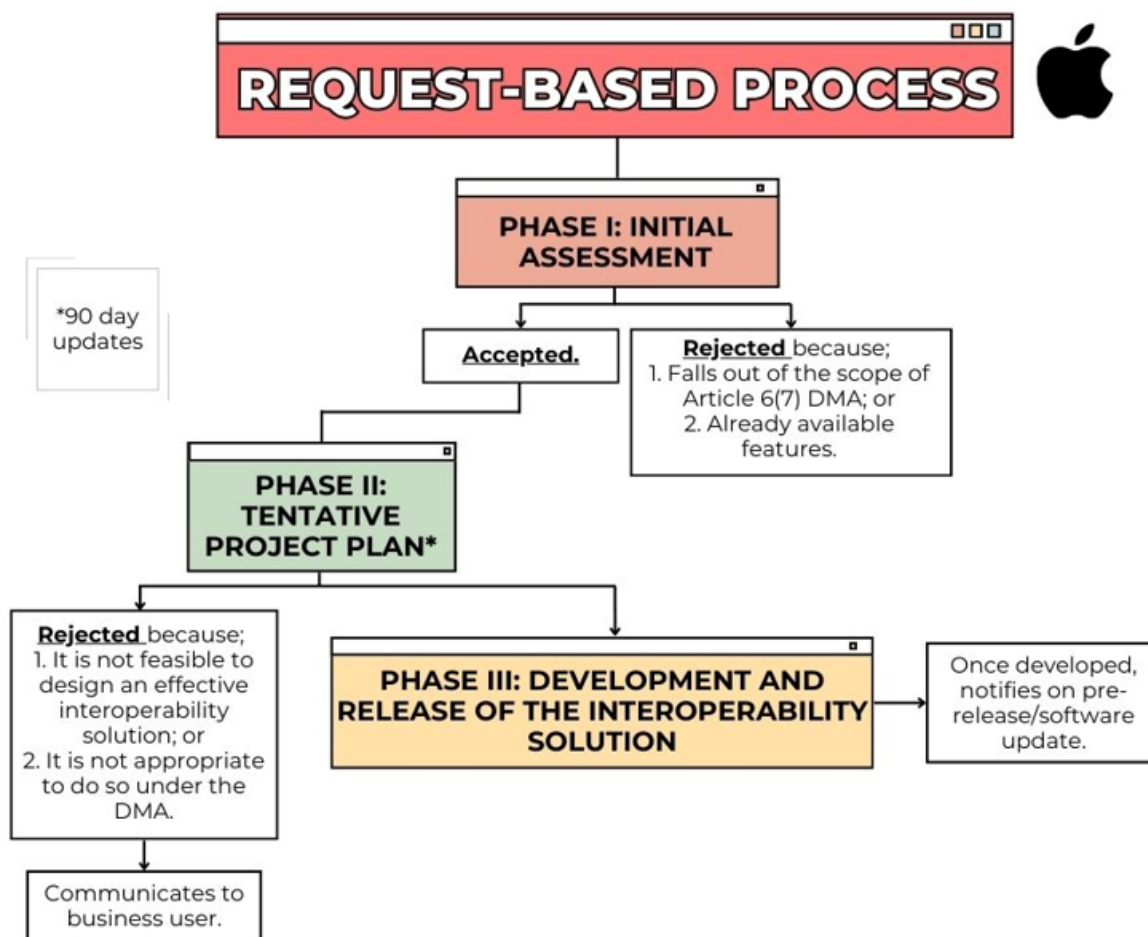 REQUEST-BASED PROCESS
PHASE I: INITIAL
ASSESSMENT
*90 day
updates
Accepted.
Rejected because;
1. Falls out of the scope of
Article 6(7) DMA; or
2. Already available
features.
PHASE II:
TENTATIVE
PROJECT PLAN*
Rejected because;
1. It is not feasible to
design an effective
interoperability
solution; or
2. It is not appropriate
to do so under the
DMA.
PHASE III: DEVELOPMENT AND
RELEASE OF THE INTEROPERABILITY
SOLUTION
Once developed,
notifies on pre-
release/software
update.
Communicates to
business user.